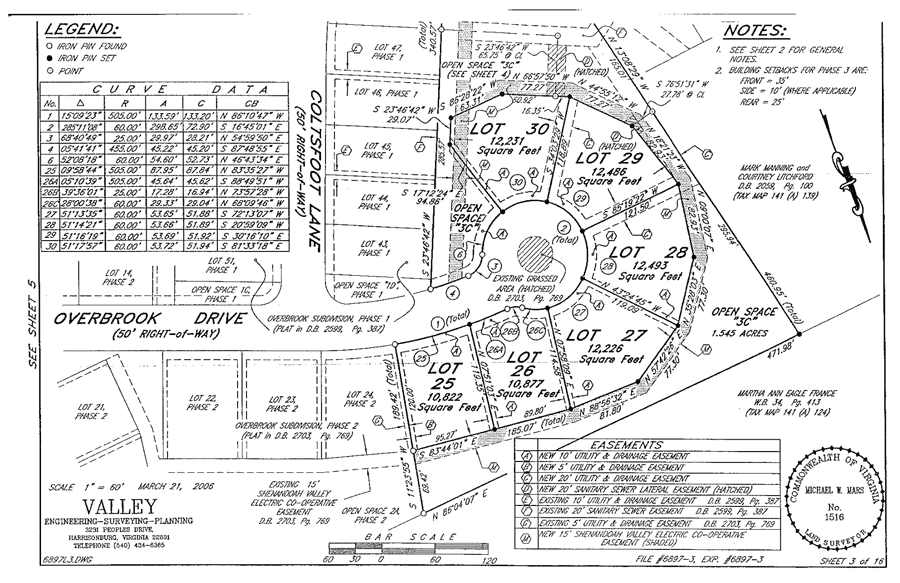 LEGEND:
○ IRON PIN FOUND
● IRON PIN SET
○ POINT
CURVE DATA
No. Δ R A C CB
1 15°09'23" 505.00' 133.59' 133.20' N 86°10'47" W
2 285°11'08" 60.00' 298.65' 72.90' S 16°45'01" E
3 68°40'49" 25.00' 29.97' 28.21' N 54°59'50" E
4 05°41'41" 455.00' 45.22' 45.20' S 87°48'55" E
6 52°08'18" 60.00' 54.60' 52.73' N 46°43'34" E
25 09°58'44" 505.00' 87.95' 87.84' N 83°35'27" W
26A 05°10'39" 505.00' 45.64' 45.62' S 88°49'51" W
26B 39°36'01" 25.00' 17.28' 16.94' N 73°57'28" W
26C 28°00'38" 60.00' 29.33' 29.04' N 68°09'46" W
27 51°13'35" 60.00' 53.65' 51.88' S 72°13'07" W
28 51°14'21" 60.00' 53.66' 51.89' S 20°59'09" W
29 51°16'19" 60.00' 53.69' 51.92' S 30°16'10" E
30 51°17'57" 60.00' 53.72' 51.94' S 81°33'18" E
NOTES:
1. SEE SHEET 2 FOR GENERAL
NOTES.
2. BUILDING SETBACKS FOR PHASE 3 ARE:
FRONT = 35'
SIDE = 10' (WHERE APPLICABLE)
REAR = 25'
COLTSFOOT LANE
(50' RIGHT-of-WAY)
LOT 47,
PHASE 1
LOT 46, PHASE 1
LOT 45,
PHASE 1
LOT 44,
PHASE 1
LOT 43,
PHASE 1
340.57' (Total)
S 23°46'42" W
65.75' @ CL
OPEN SPACE "3C"
(SEE SHEET 4)
N 66°57'50" W
77.27'
60.92'
16.35'
S 86°28'22" W
63.31'
S 23°46'42" W
29.07'
S 17°12'24" E
94.86'
S 23°46'42" W
OPEN
SPACE
"3C"
(HATCHED)
N 13°08'29" E
S 76°51'31" W
27.78' @ CL
LOT 30
12,231
Square Feet
LOT 29
12,486
Square Feet
(HATCHED)
S 85°19'22" W
121.50'
LOT 28
12,493
Square Feet
N 43°24'45" W
119.09'
LOT 27
12,226
Square Feet
LOT 26
10,877
Square Feet
LOT 25
10,822
Square Feet
EXISTING GRASSED
AREA (HATCHED)
D.B. 2703, Pg. 769
MARK MANNING and
COURTNEY LITCHFORD
D.B. 2059, Pg. 100
(TAX MAP 141 (A) 139)
295.94'
460.95' (Total)
OPEN SPACE
"3C"
1.545 ACRES
471.98'
MARTHA ANN EAGLE FRANCE
W.B. 34, Pg. 413
(TAX MAP 141 (A) 124)
SEE SHEET 5
LOT 14,
PHASE 2
LOT 51,
PHASE 1
OPEN SPACE 1C,
PHASE 1
OPEN SPACE "1D",
PHASE 1
OVERBROOK DRIVE
(50' RIGHT-of-WAY)
OVERBROOK SUBDIVISION, PHASE 1
(PLAT in D.B. 2599, Pg. 387)
LOT 21,
PHASE 2
LOT 22,
PHASE 2
LOT 23,
PHASE 2
LOT 24,
PHASE 2
OVERBROOK SUBDIVISION, PHASE 2
(PLAT in D.B. 2703, Pg. 769)
189.42' (Total)
120.00'
89.80'
95.27'
185.07' (Total)
S 83°44'01" E
N 88°56'32" E
81.80'
77.30'
S 11°23'55" W
69.42'
N 86°04'07" E
SCALE 1" = 60' MARCH 21, 2006
EXISTING 15'
SHENANDOAH VALLEY
ELECTRIC CO-OPERATIVE
EASEMENT
D.B. 2703, Pg. 769
OPEN SPACE 2A,
PHASE 2
VALLEY
ENGINEERING-SURVEYING-PLANNING
3231 PEOPLES DRIVE
HARRISONBURG, VIRGINIA 22801
TELEPHONE (540) 434-6365
6897L3.DWG
BAR SCALE
60 0 60 120
EASEMENTS
A NEW 10' UTILITY & DRAINAGE EASEMENT
B NEW 5' UTILITY & DRAINAGE EASEMENT
C NEW 20' UTILITY & DRAINAGE EASEMENT
D NEW 20' SANITARY SEWER LATERAL EASEMENT (HATCHED)
E EXISTING 10' UTILITY & DRAINAGE EASEMENT D.B. 2599, Pg. 387
F EXISTING 20' SANITARY SEWER EASEMENT D.B. 2599, Pg. 387
G EXISTING 5' UTILITY & DRAINAGE EASEMENT D.B. 2703, Pg. 769
M NEW 15' SHENANDOAH VALLEY ELECTRIC CO-OPERATIVE
EASEMENT (SHADED)
COMMONWEALTH OF VIRGINIA
MICHAEL W. MARS
No.
1516
LAND SURVEYOR
FILE #6897-3, EXP. #6897-3
SHEET 3 of 16